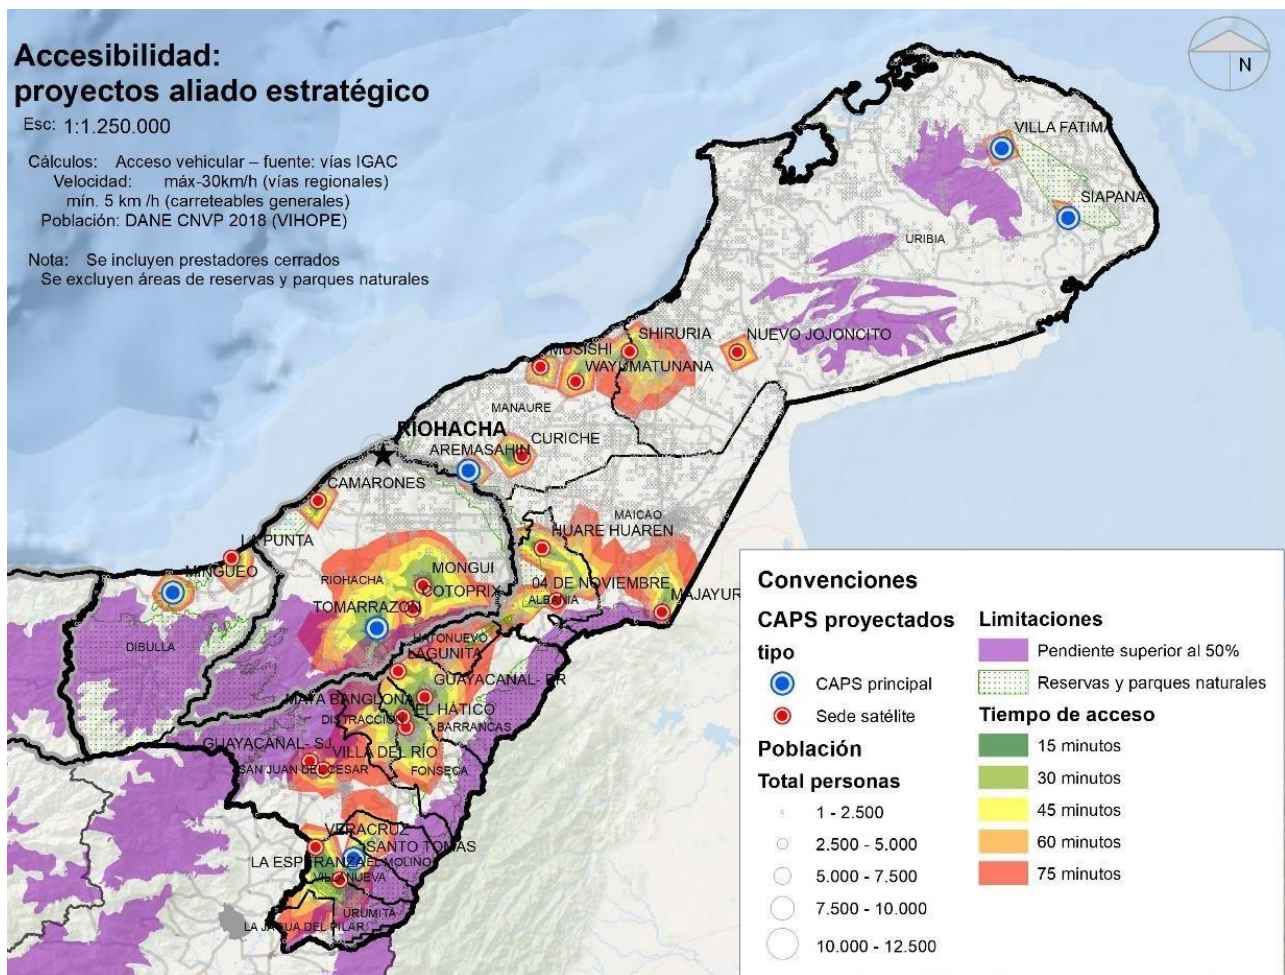 Accesibilidad:
proyectos aliado estratégico
Esc: 1:1.250.000
Cálculos: Acceso vehicular – fuente: vías IGAC
Velocidad: máx-30km/h (vías regionales)
mín. 5 km /h (carreteables generales)
Población: DANE CNVP 2018 (VIHOPE)
Nota: Se incluyen prestadores cerrados
Se excluyen áreas de reservas y parques naturales
N
VILLA FATIMA
SIAPANA
URIBIA
SHIRURIA
NUEVO JOJONCITO
MUSISHI
WAYUMATUNANA
MANAURE
RIOHACHA
CURICHE
AREMASAHIN
CAMARONES
MAICAO
HUARE HUAREN
LA PUNTA
MINGUEO
RIOHACHA
MONGUI
COTOPRIX
04 DE NOVIEMBRE
ALBANIA
MAJAYUR
TOMARRAZON
DIBULLA
HATONUEVO
LAGUNITA
GUAYACANAL- BR
EL HÁTICO
DISTRACCION
BARRANCAS
GUAYACANAL- SJ
VILLA DEL RÍO
SAN JUAN DEL CESAR
FONSECA
VERACRUZ
SANTO TOMAS
LA ESPERANZA
EL MOLINO
VILLANUEVA
URUMITA
LA JAGUA DEL PILAR
Convenciones
CAPS proyectados
tipo
CAPS principal
Sede satélite
Población
Total personas
1 - 2.500
2.500 - 5.000
5.000 - 7.500
7.500 - 10.000
10.000 - 12.500
Limitaciones
Pendiente superior al 50%
Reservas y parques naturales
Tiempo de acceso
15 minutos
30 minutos
45 minutos
60 minutos
75 minutos